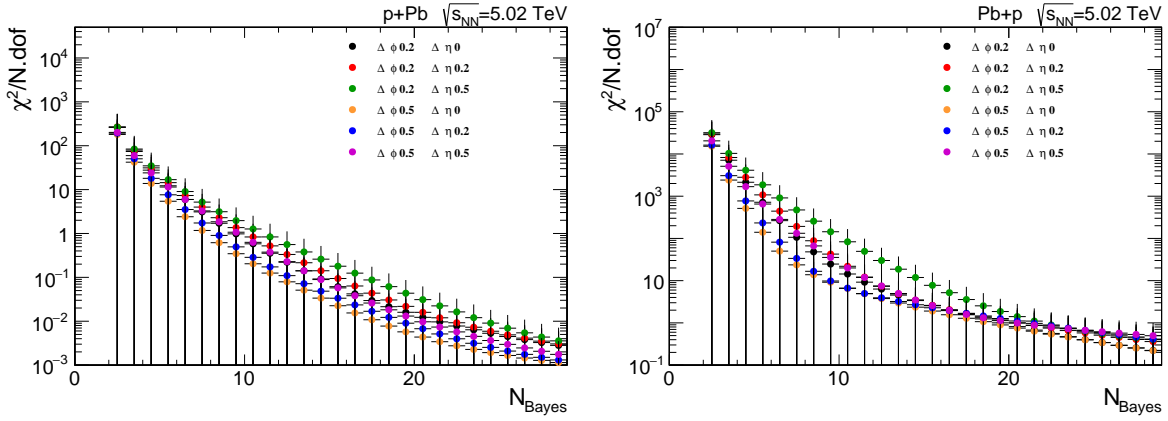 p+Pb √s_NN=5.02 TeV
χ²/N.dof
10⁴
10³
10²
10
1
10⁻¹
10⁻²
10⁻³
Δ φ 0.2 Δ η 0
Δ φ 0.2 Δ η 0.2
Δ φ 0.2 Δ η 0.5
Δ φ 0.5 Δ η 0
Δ φ 0.5 Δ η 0.2
Δ φ 0.5 Δ η 0.5
0 10 20
N_Bayes
Pb+p √s_NN=5.02 TeV
χ²/N.dof
10⁷
10⁵
10³
10
10⁻¹
Δ φ 0.2 Δ η 0
Δ φ 0.2 Δ η 0.2
Δ φ 0.2 Δ η 0.5
Δ φ 0.5 Δ η 0
Δ φ 0.5 Δ η 0.2
Δ φ 0.5 Δ η 0.5
0 10 20
N_Bayes